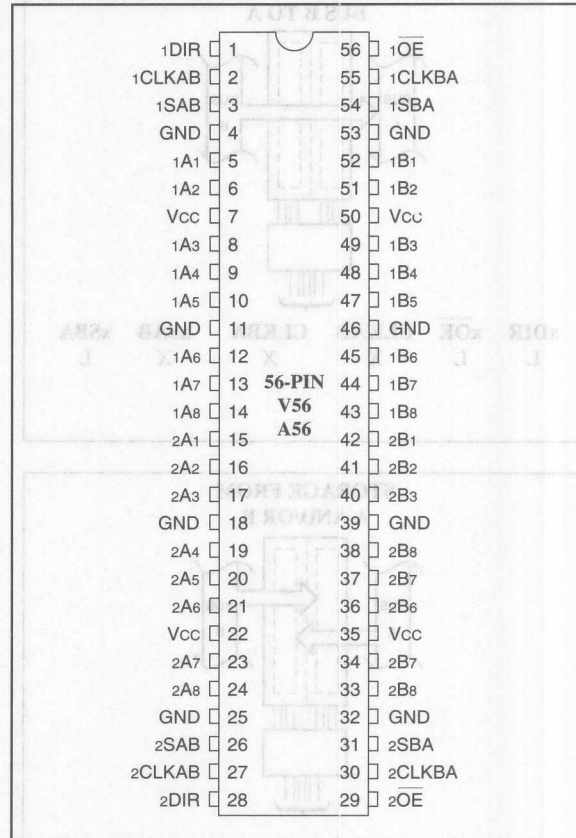 1DIR 1 56 1O̅E̅
1CLKAB 2 55 1CLKBA
1SAB 3 54 1SBA
GND 4 53 GND
1A1 5 52 1B1
1A2 6 51 1B2
VCC 7 50 VCC
1A3 8 49 1B3
1A4 9 48 1B4
1A5 10 47 1B5
GND 11 46 GND
1A6 12 45 1B6
1A7 13 56-PIN 44 1B7
1A8 14 V56 43 1B8
2A1 15 A56 42 2B1
2A2 16 41 2B2
2A3 17 40 2B3
GND 18 39 GND
2A4 19 38 2B8
2A5 20 37 2B7
2A6 21 36 2B6
VCC 22 35 VCC
2A7 23 34 2B7
2A8 24 33 2B8
GND 25 32 GND
2SAB 26 31 2SBA
2CLKAB 27 30 2CLKBA
2DIR 28 29 2O̅E̅